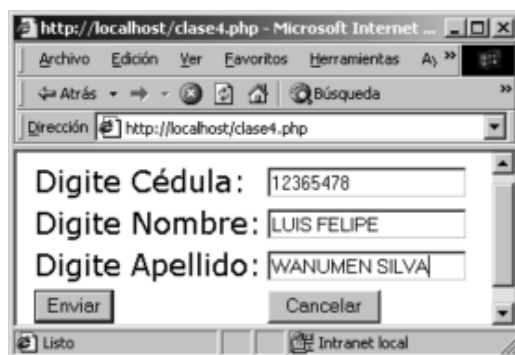 http://localhost/clase4.php - Microsoft Internet ...
Archivo Edición Ver Favoritos Herramientas Ay »
Atrás Búsqueda »
Dirección http://localhost/clase4.php
Digite Cédula: 12365478
Digite Nombre: LUIS FELIPE
Digite Apellido: WANUMEN SILVA
Enviar Cancelar
Listo Intranet local